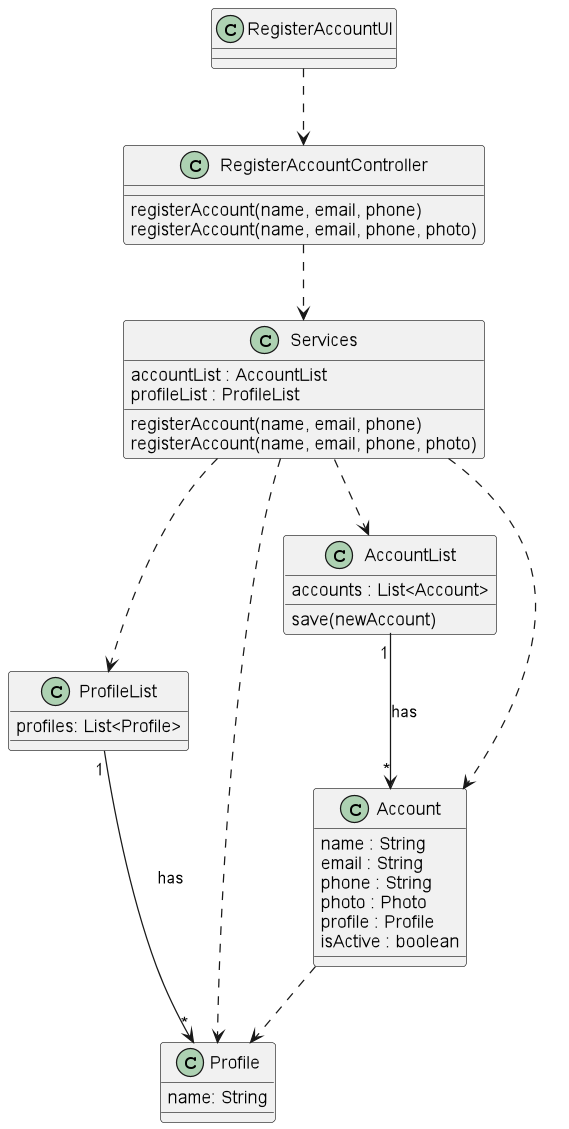 C RegisterAccountUI
C RegisterAccountController
registerAccount(name, email, phone)
registerAccount(name, email, phone, photo)
C Services
accountList : AccountList
profileList : ProfileList
registerAccount(name, email, phone)
registerAccount(name, email, phone, photo)
C AccountList
accounts : List<Account>
save(newAccount)
1
has
*
C ProfileList
profiles: List<Profile>
1
has
*
C Account
name : String
email : String
phone : String
photo : Photo
profile : Profile
isActive : boolean
C Profile
name: String